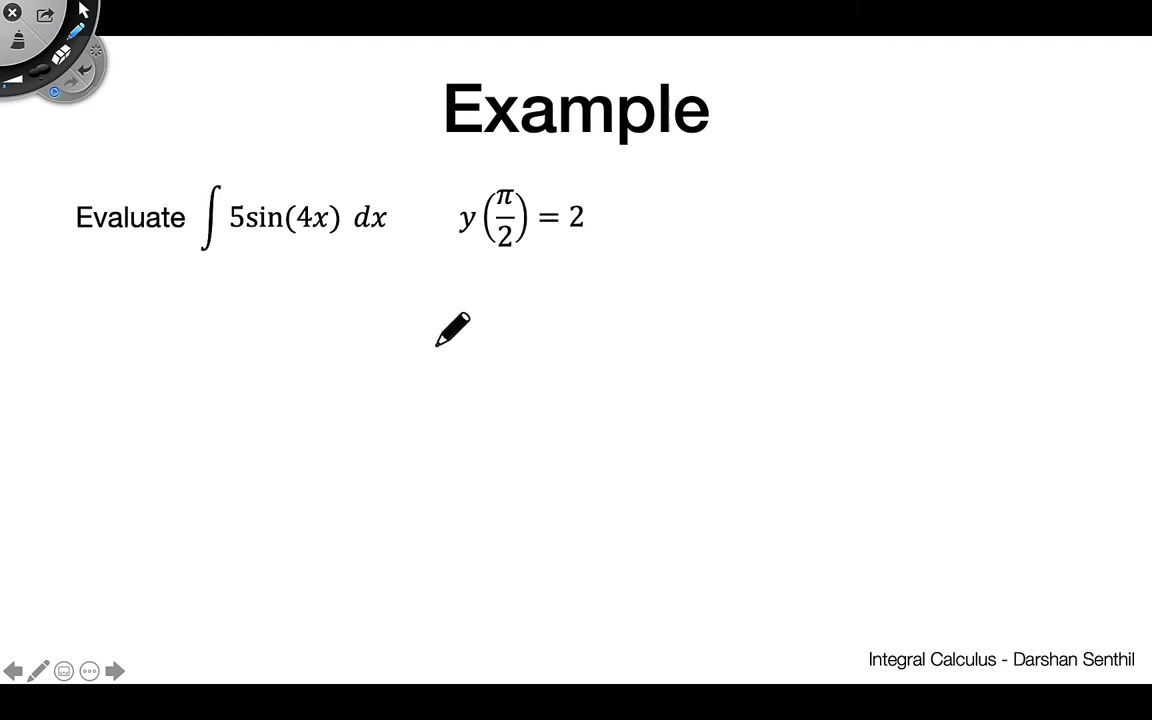 Example
Evaluate ∫ 5sin(4x) dx y(π/2) = 2
Integral Calculus - Darshan Senthil